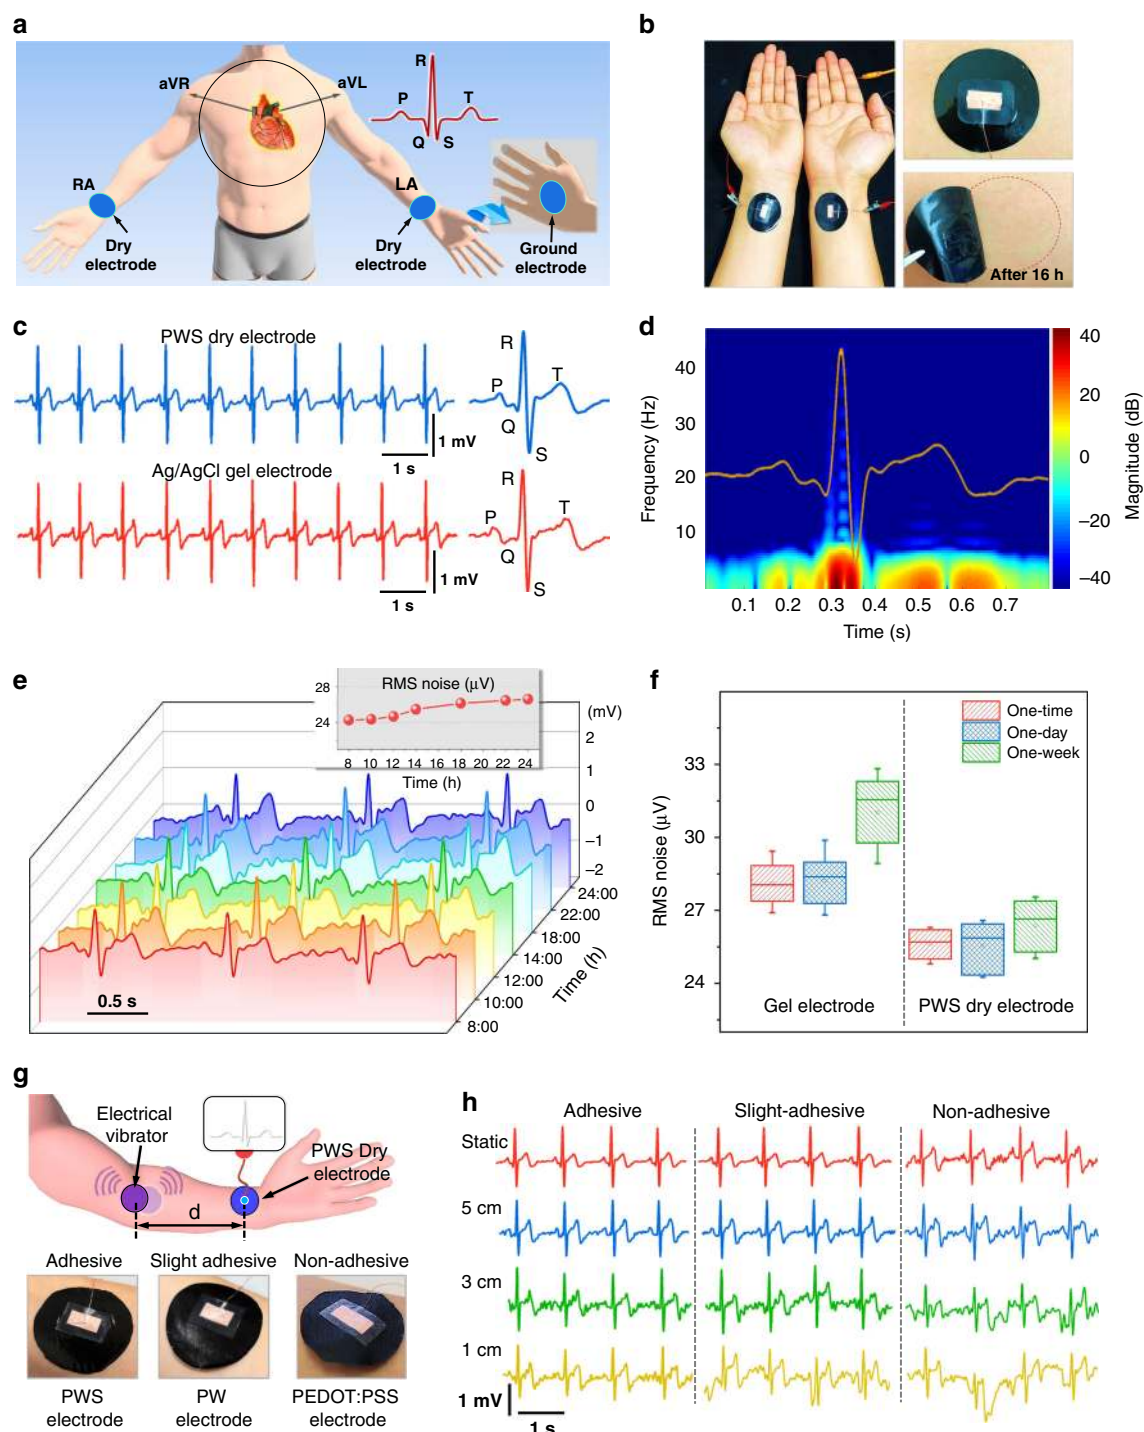 a
aVR
aVL
R
P
T
Q
S
RA
LA
Dry
electrode
Dry
electrode
Ground
electrode
b
After 16 h
c
PWS dry electrode
R
P
T
Q
S
1 mV
1 s
Ag/AgCl gel electrode
R
P
T
Q
S
1 mV
1 s
d
Frequency (Hz)
40
30
20
10
0.1 0.2 0.3 0.4 0.5 0.6 0.7
Time (s)
40
20
0
−20
−40
Magnitude (dB)
e
RMS noise (μV)
28
24
8 10 12 14 16 18 20 22 24
Time (h)
(mV)
2
1
0
−1
−2
24:00
22:00
18:00
14:00
12:00
10:00
8:00
Time (h)
0.5 s
f
RMS noise (μV)
33
30
27
24
One-time
One-day
One-week
Gel electrode
PWS dry electrode
g
Electrical
vibrator
PWS Dry
electrode
d
Adhesive
Slight adhesive
Non-adhesive
PWS
electrode
PW
electrode
PEDOT:PSS
electrode
h
Adhesive
Slight-adhesive
Non-adhesive
Static
5 cm
3 cm
1 cm
1 mV
1 s